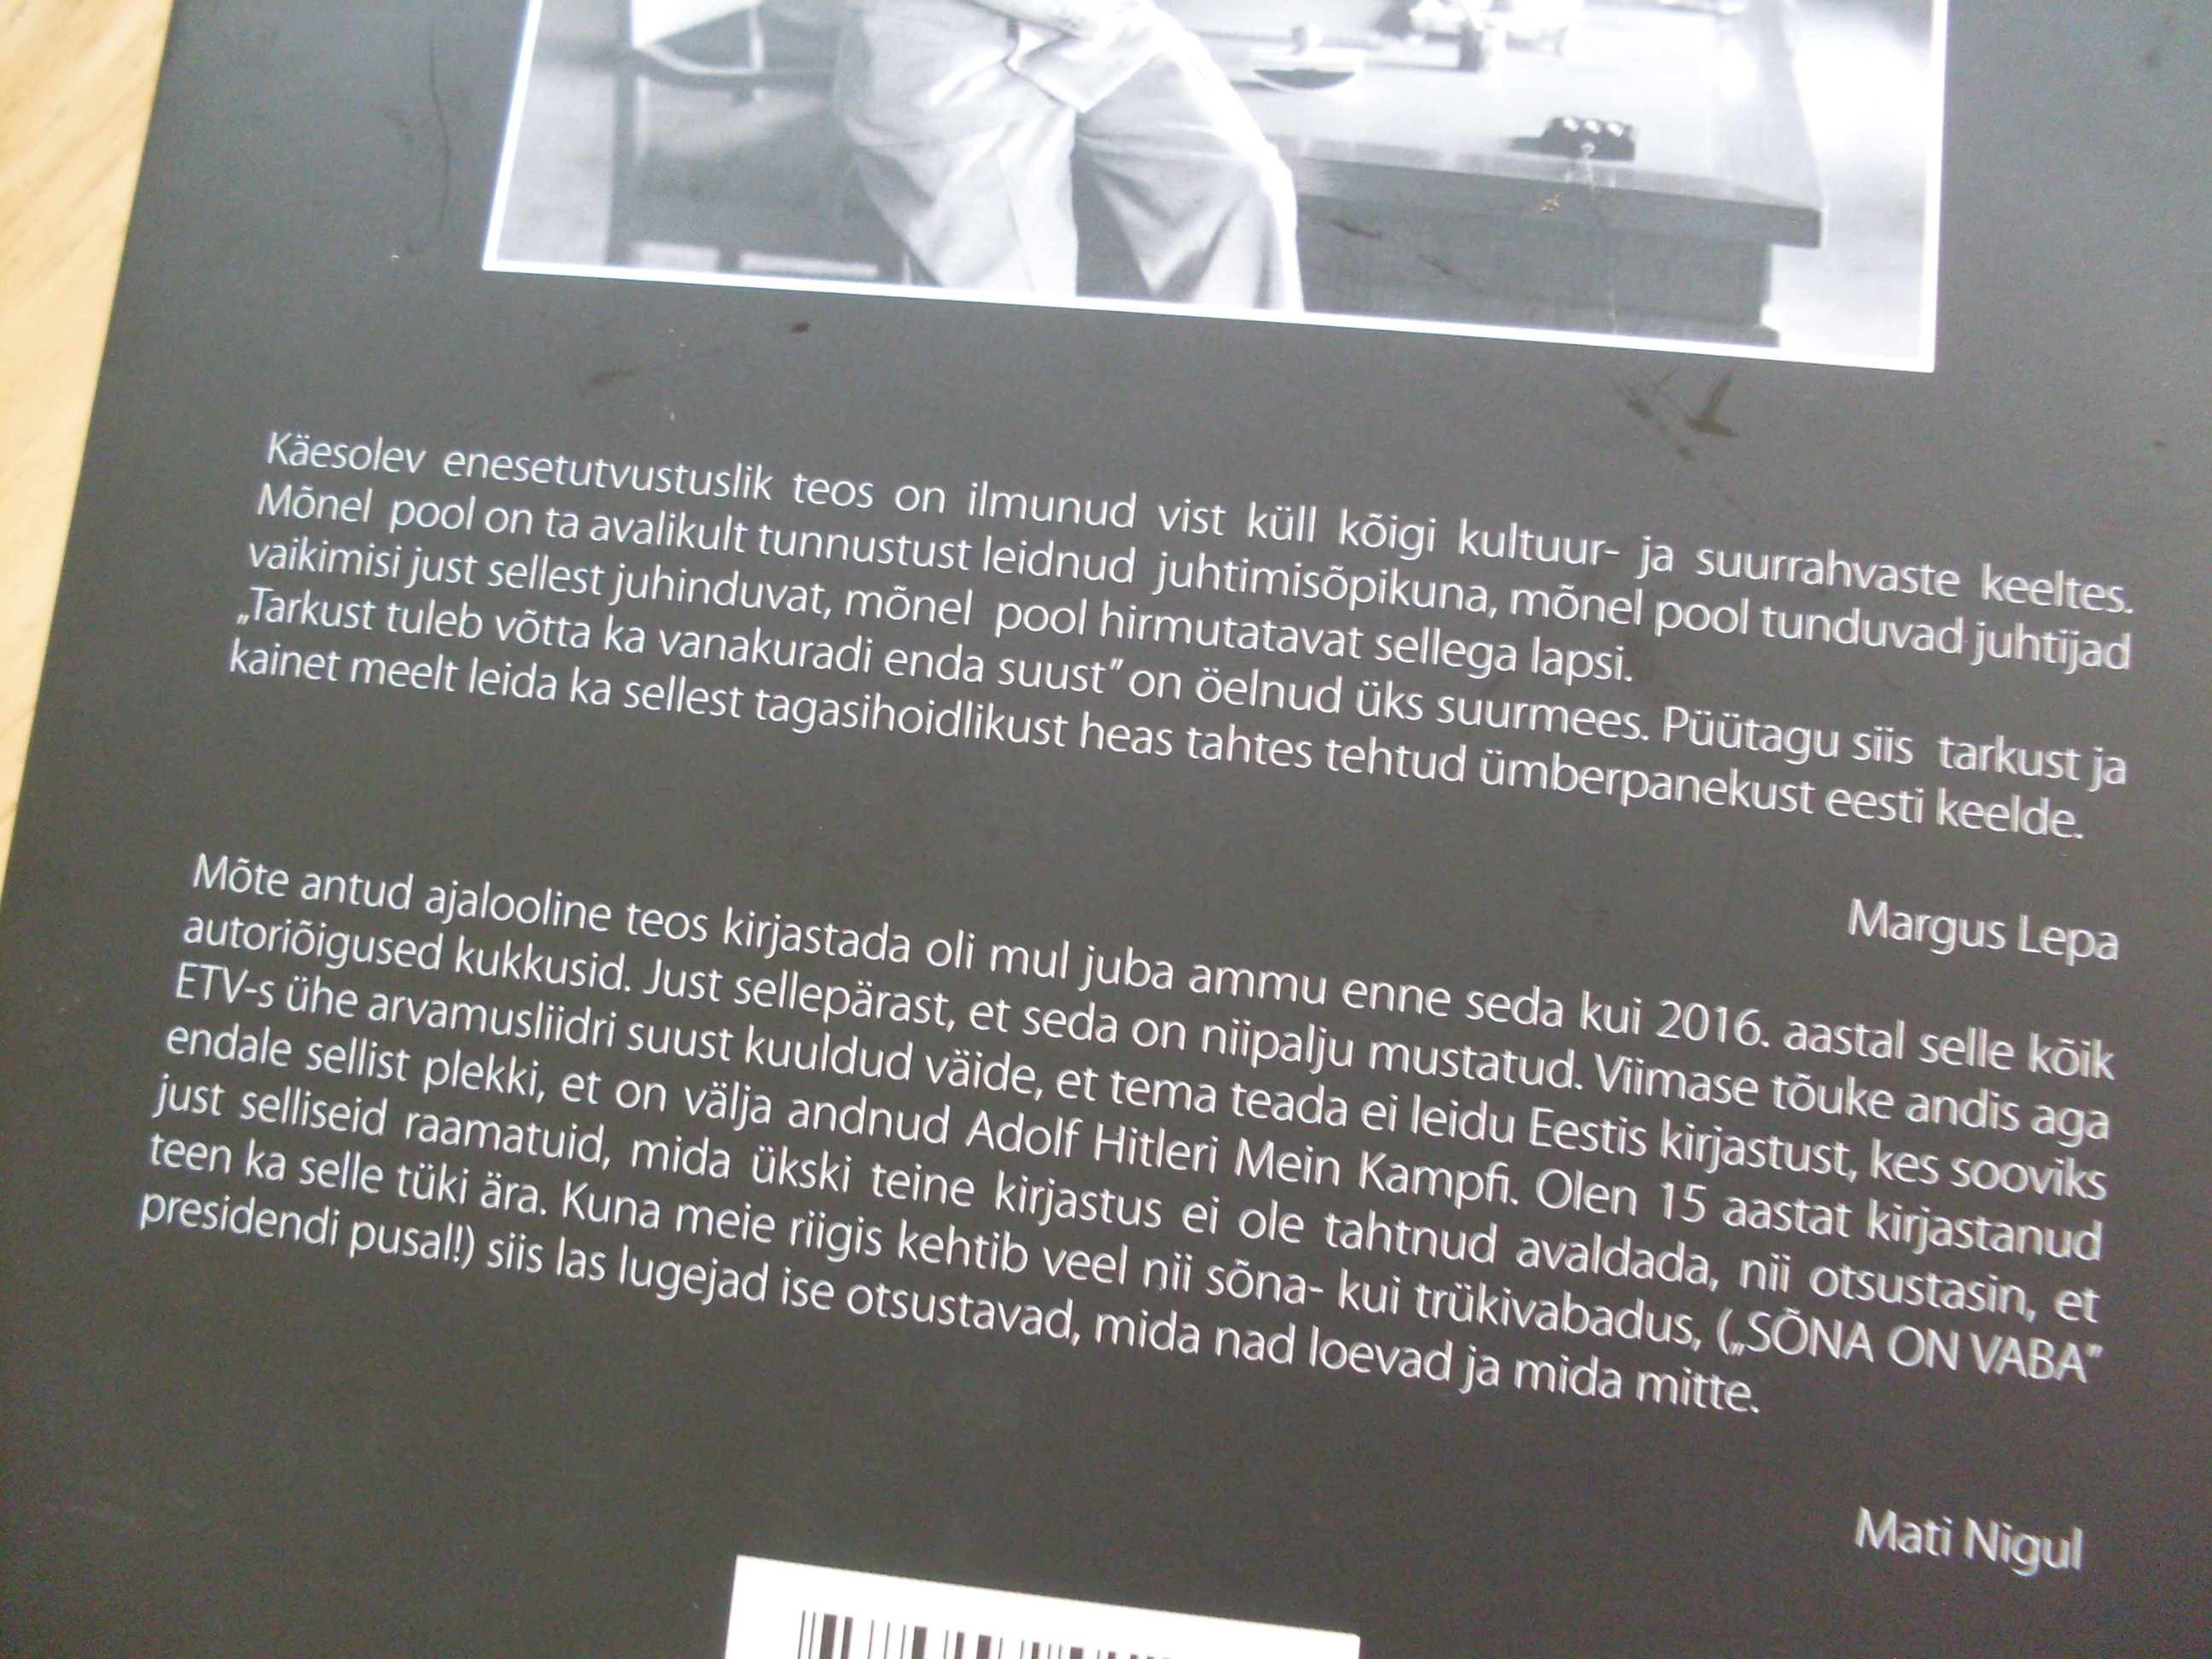 Käesolev enesetutvustuslik teos on ilmunud vist küll kõigi kultuur- ja suurrahvaste keeltes.
Mõnel pool on ta avalikult tunnustust leidnud juhtimisõpikuna, mõnel pool tunduvad juhtijad
vaikimisi just sellest juhinduvat, mõnel pool hirmutatavat sellega lapsi.
„Tarkust tuleb võtta ka vanakuradi enda suust” on öelnud üks suurmees. Püütagu siis tarkust ja
kainet meelt leida ka sellest tagasihoidlikust heas tahtes tehtud ümberpanekust eesti keelde.
Margus Lepa
Mõte antud ajalooline teos kirjastada oli mul juba ammu enne seda kui 2016. aastal selle kõik
autoriõigused kukkusid. Just sellepärast, et seda on niipalju mustatud. Viimase tõuke andis aga
ETV-s ühe arvamusliidri suust kuuldud väide, et tema teada ei leidu Eestis kirjastust, kes sooviks
endale sellist plekki, et on välja andnud Adolf Hitleri Mein Kampfi. Olen 15 aastat kirjastanud
just selliseid raamatuid, mida ükski teine kirjastus ei ole tahtnud avaldada, nii otsustasin, et
teen ka selle tüki ära. Kuna meie riigis kehtib veel nii sõna- kui trükivabadus, („SÕNA ON VABA”
presidendi pusal!) siis las lugejad ise otsustavad, mida nad loevad ja mida mitte.
Mati Nigul